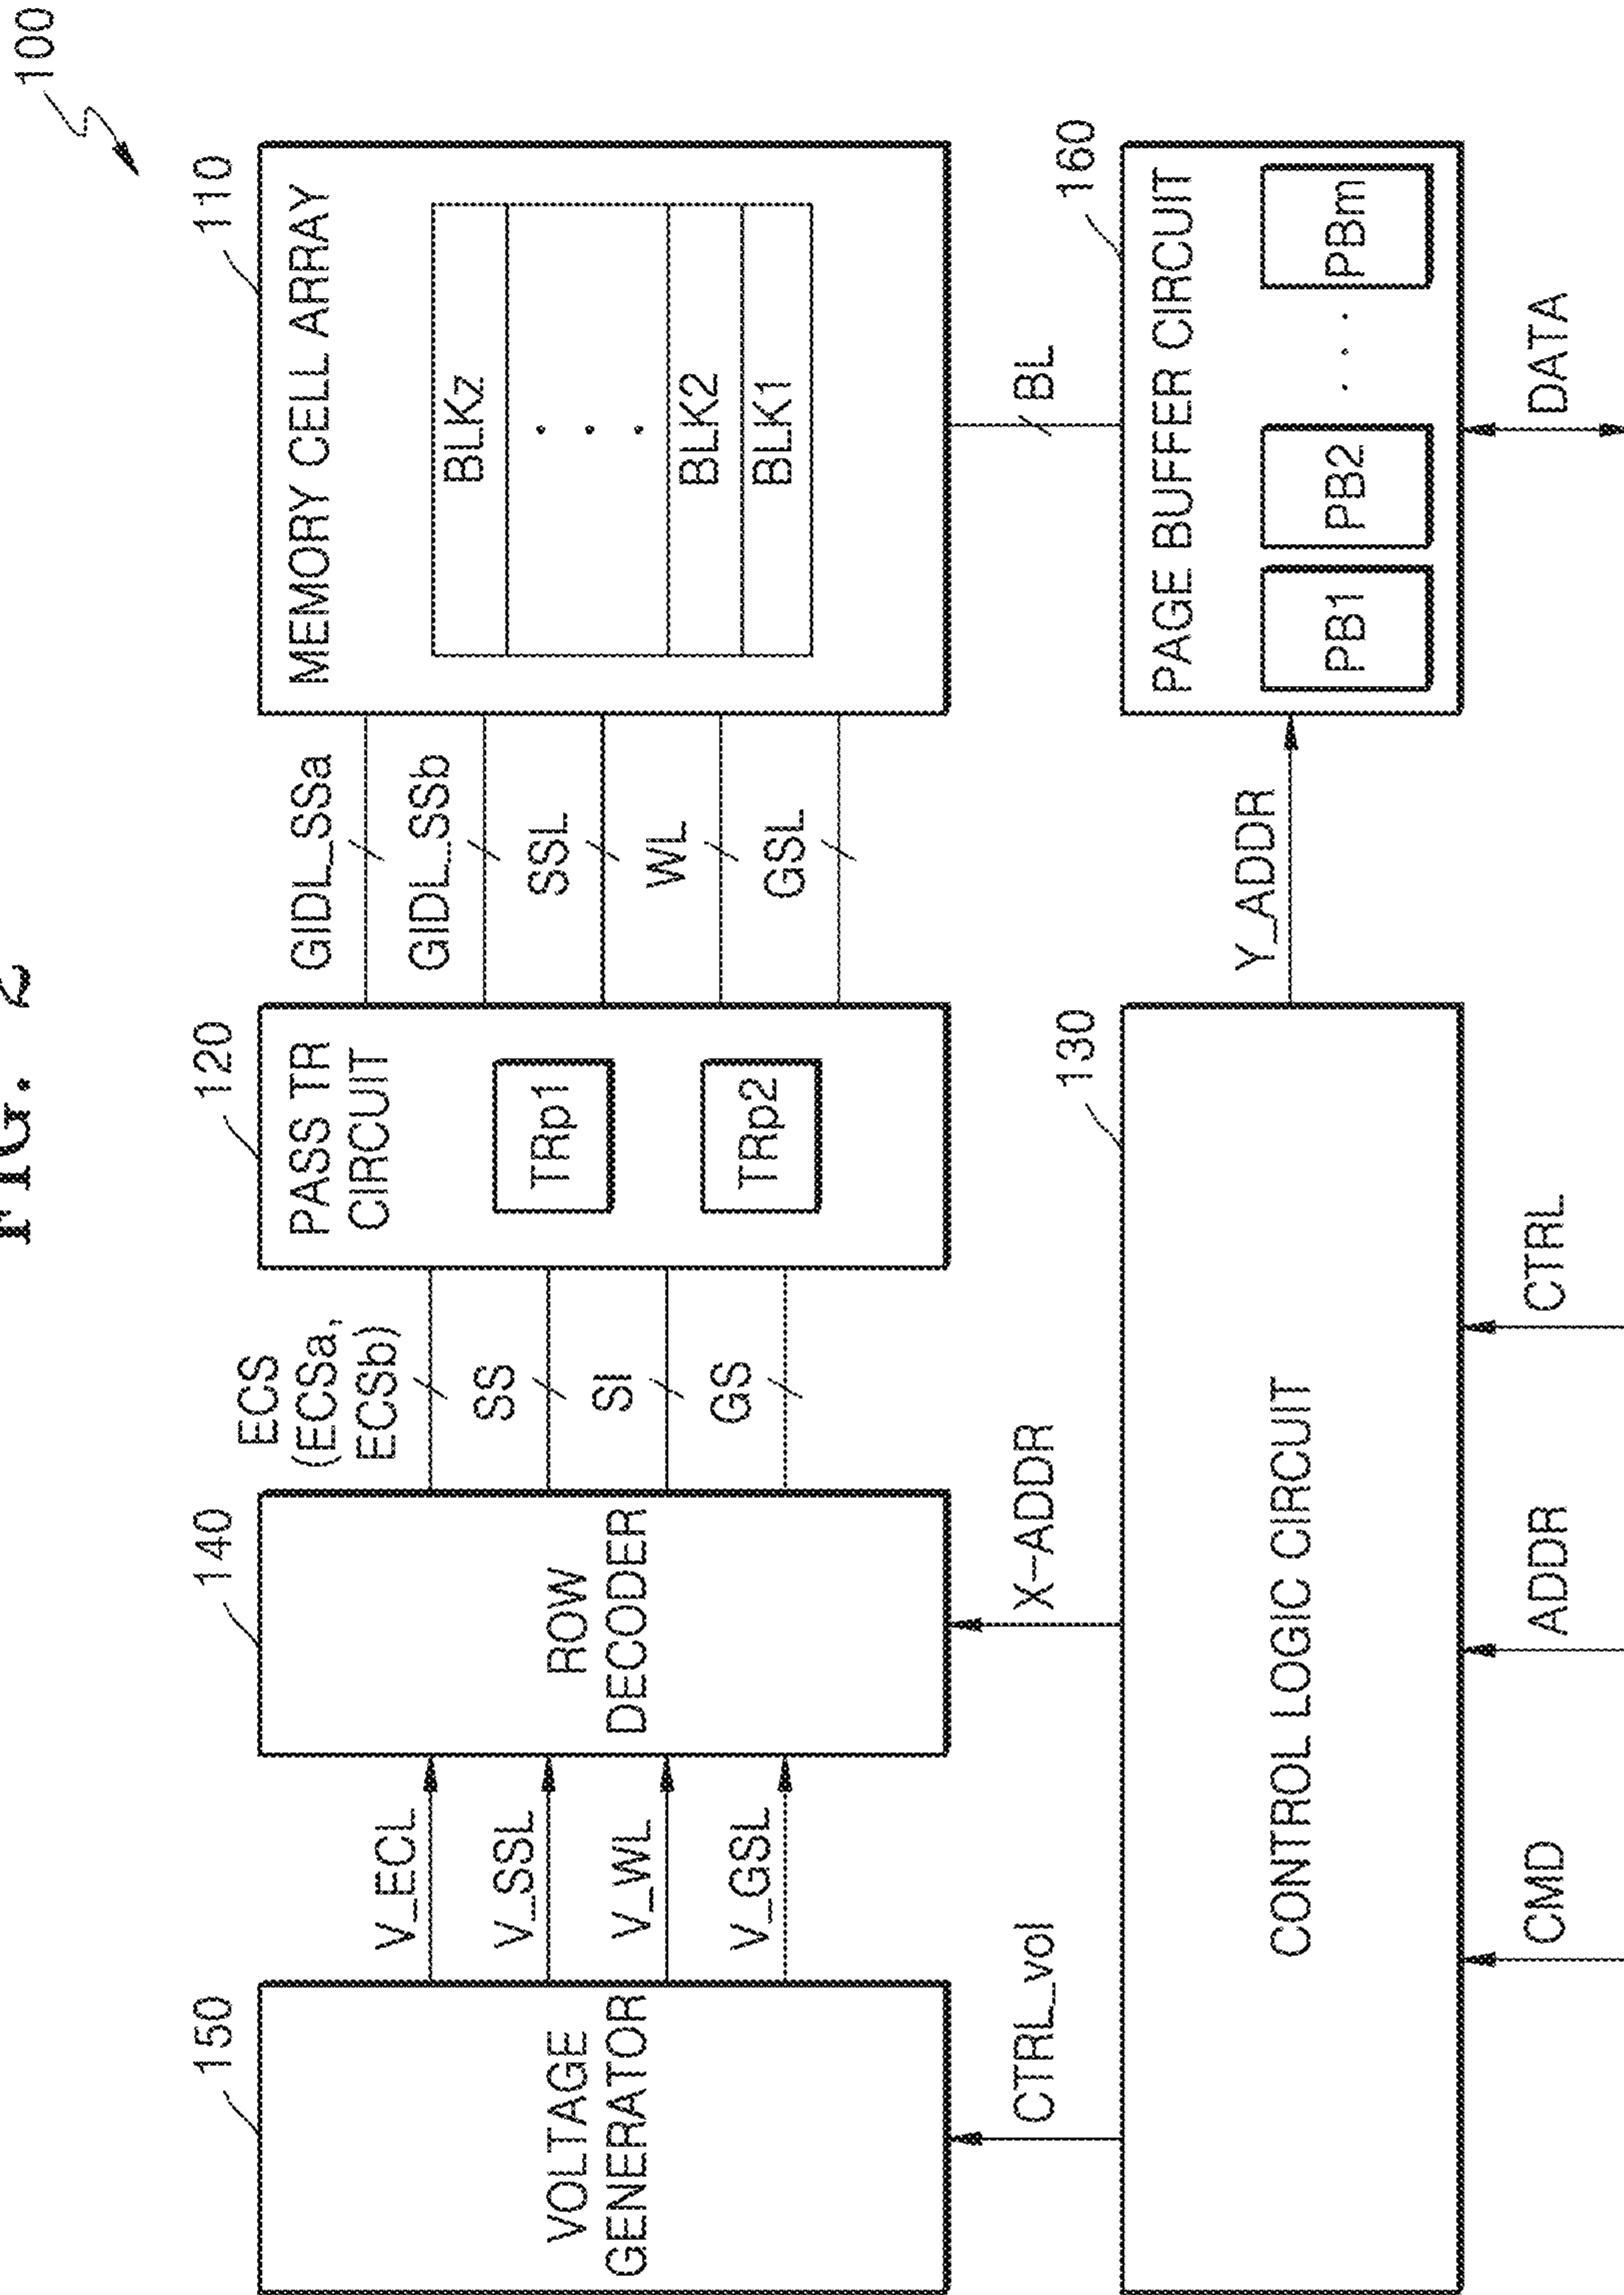 FIG. 2
100
150
140
120
110
VOLTAGE
GENERATOR
V_ECL
V_SSL
V_WL
V_GSL
ROW
DECODER
ECS
(ECSa,
ECSb)
SS
SI
GS
PASS TR
CIRCUIT
TRp1
TRp2
GIDL_SSa
GIDL_SSb
SSL
WL
GSL
MEMORY CELL ARRAY
BLKz
BLK2
BLK1
CTRL_vol
X-ADDR
BL
130
160
CONTROL LOGIC CIRCUIT
Y_ADDR
PAGE BUFFER CIRCUIT
PB1
PB2
PBm
CMD
ADDR
CTRL
DATA